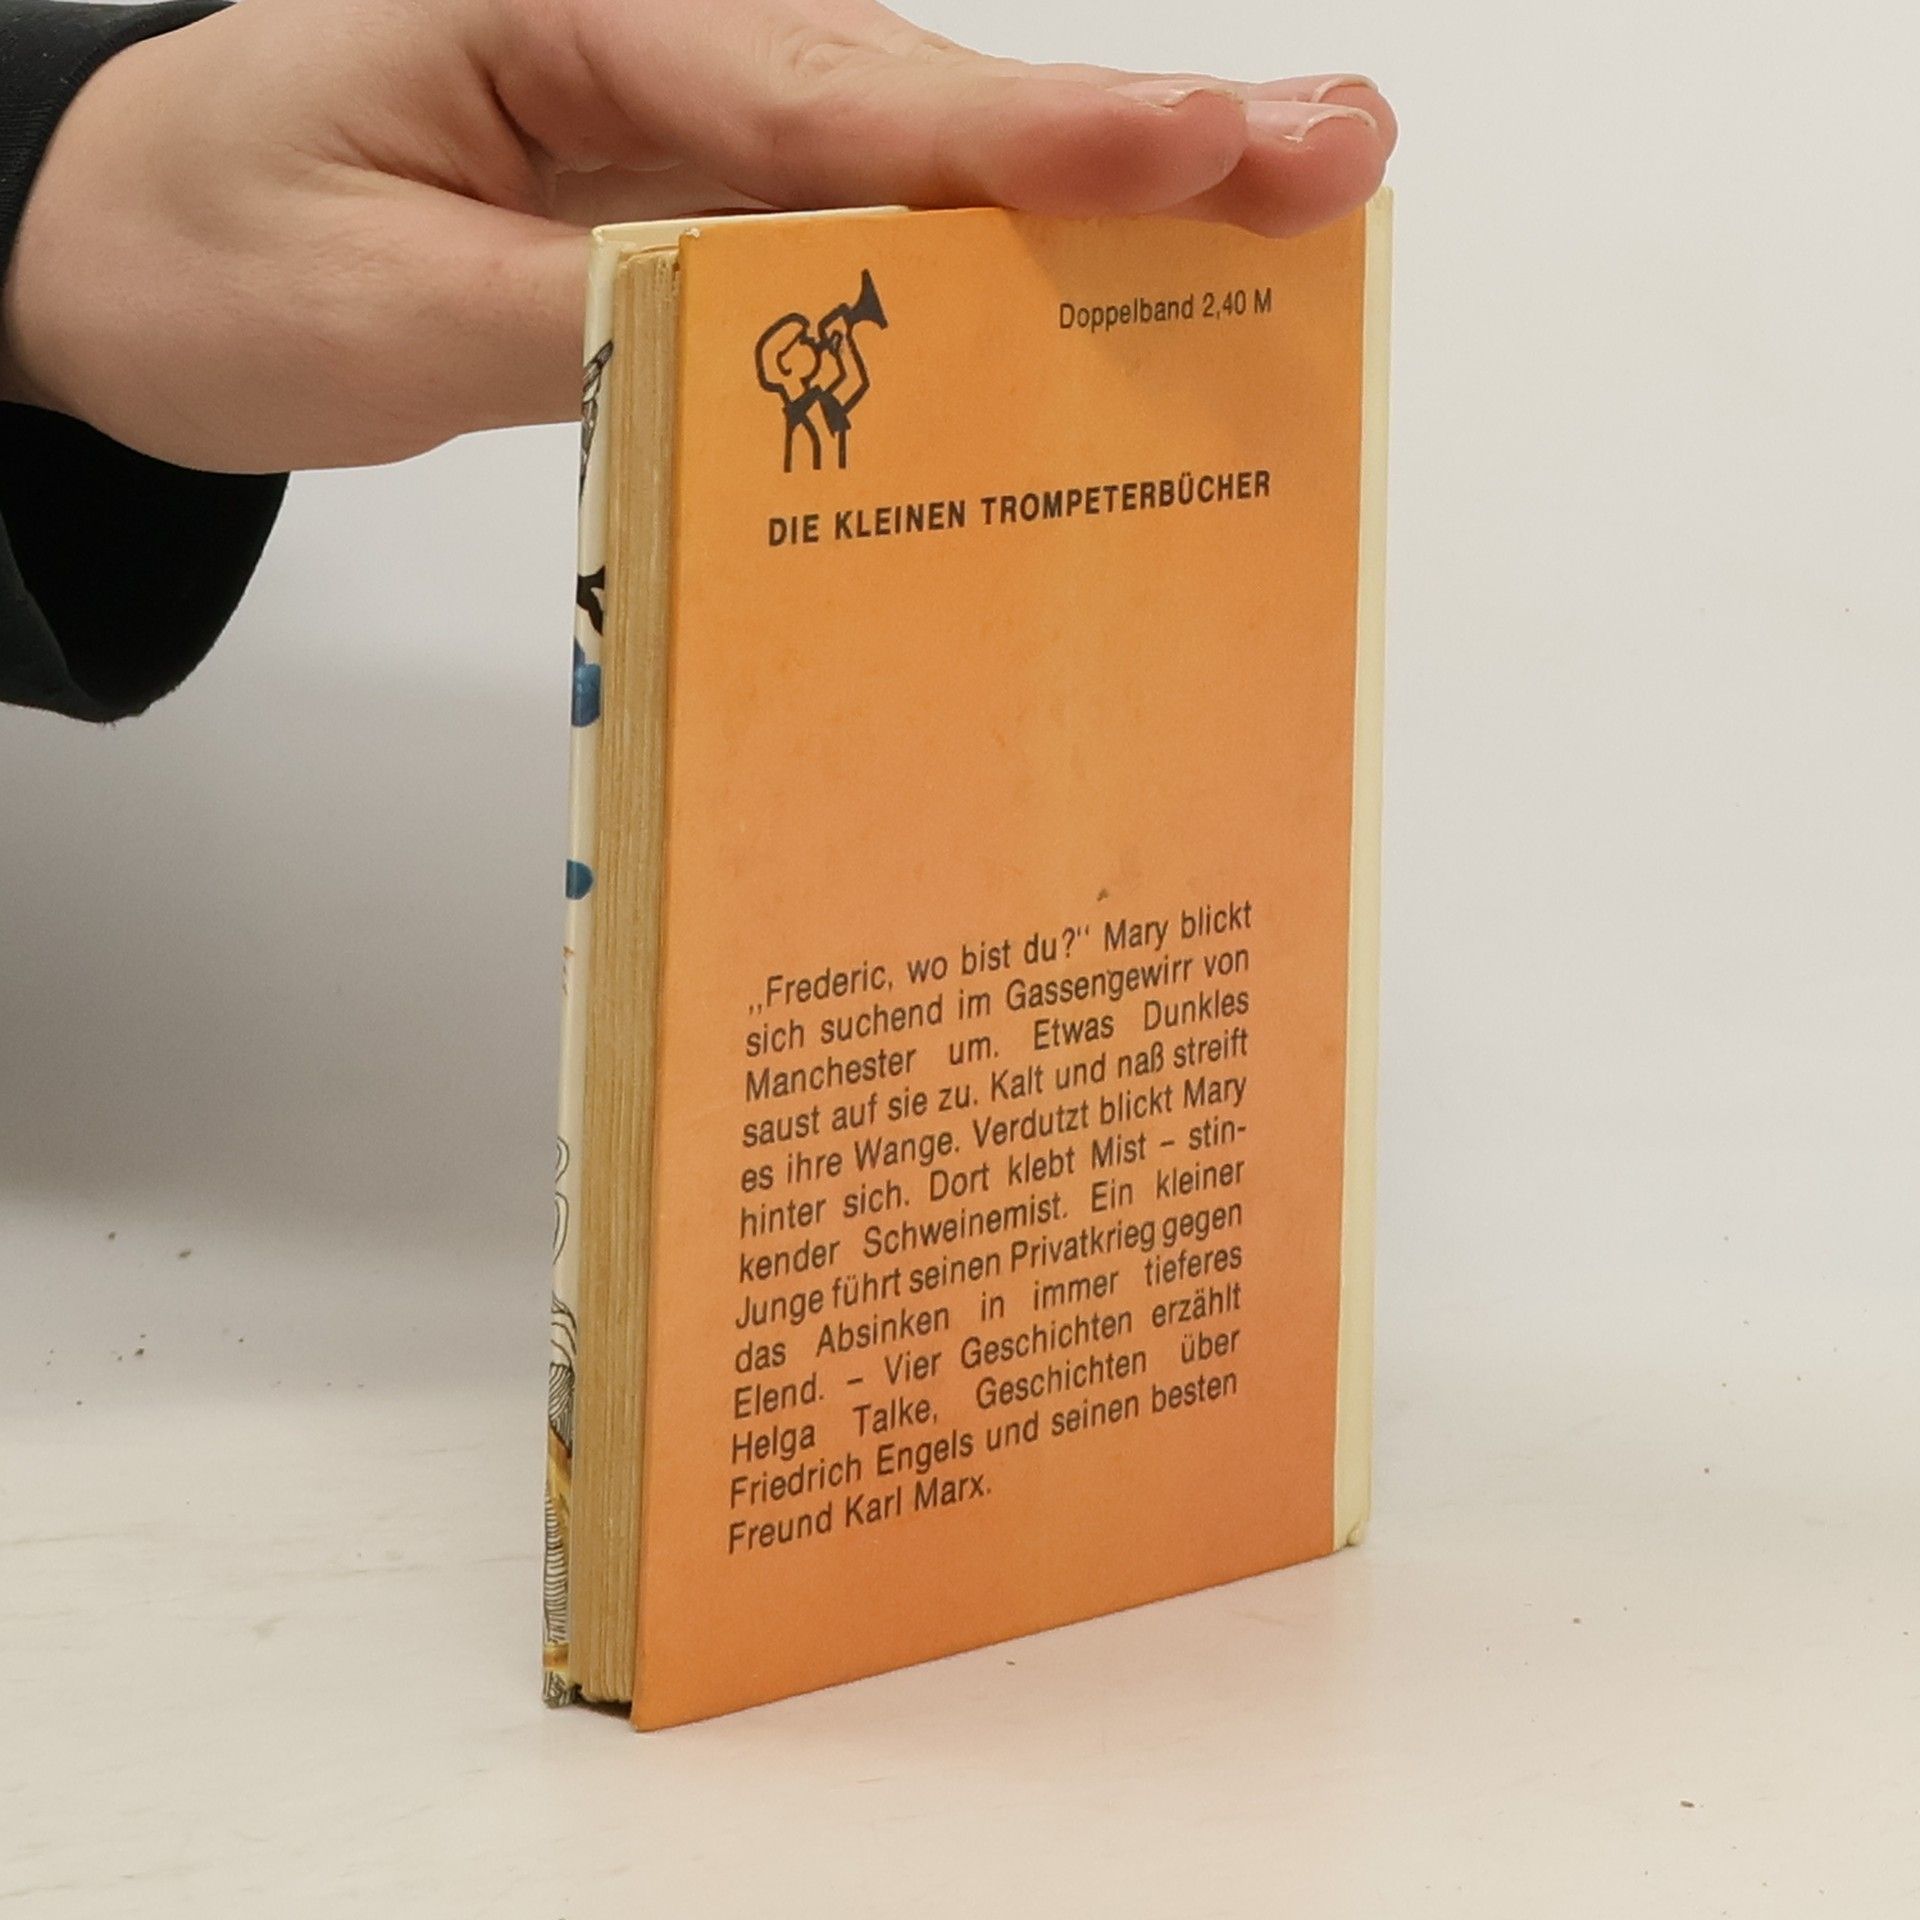 Doppelband 2,40 M
DIE KLEINEN TROMPETERBÜCHER
„Frederic, wo bist du?“ Mary blickt
sich suchend im Gassengewirr von
Manchester um. Etwas Dunkles
saust auf sie zu. Kalt und naß streift
es ihre Wange. Verdutzt blickt Mary
hinter sich. Dort klebt Mist – stin-
kender Schweinemist. Ein kleiner
Junge führt seinen Privatkrieg gegen
das Absinken in immer tieferes
Elend. – Vier Geschichten erzählt
Helga Talke, Geschichten über
Friedrich Engels und seinen besten
Freund Karl Marx.